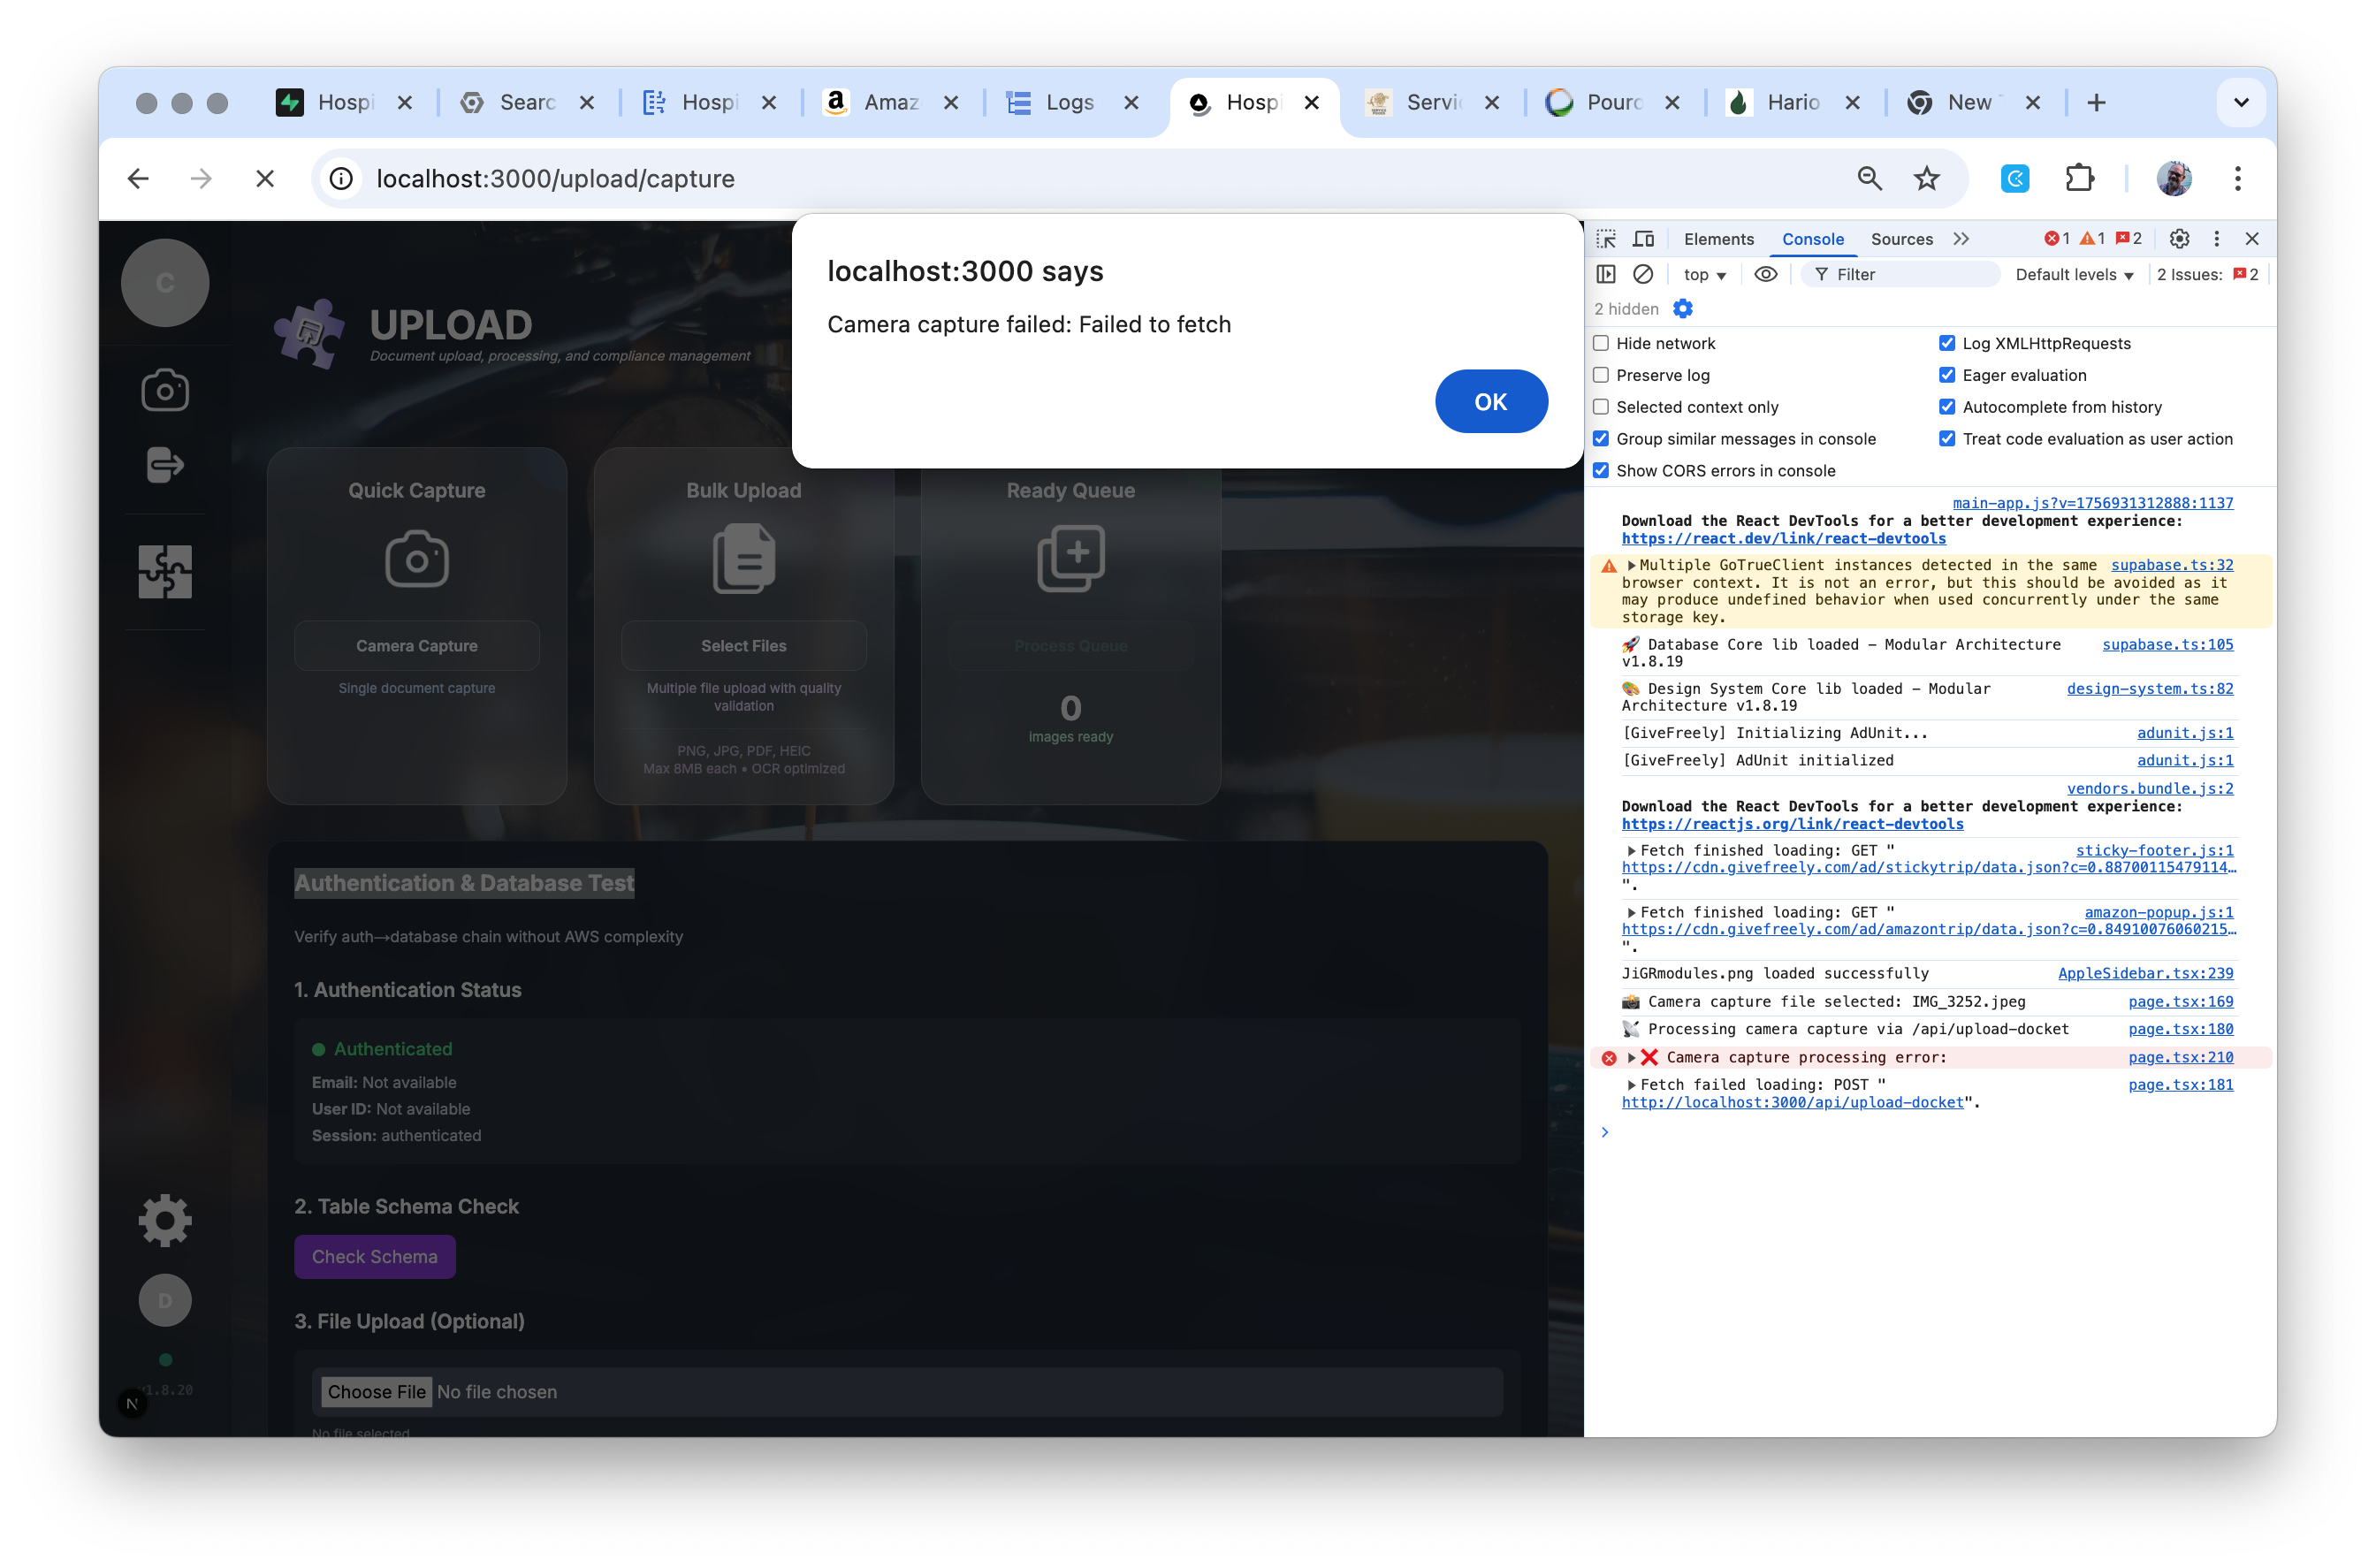 Hospi
Searc
Hospi
Amaz
Logs
Hospi
Servic
Pouro
Hario
New
localhost:3000/upload/capture
localhost:3000 says
Camera capture failed: Failed to fetch
OK
C
UPLOAD
Document upload, processing, and compliance management
Quick Capture
Camera Capture
Single document capture
Bulk Upload
Select Files
Multiple file upload with quality
validation
PNG, JPG, PDF, HEIC
Max 8MB each • OCR optimized
Ready Queue
Process Queue
0
images ready
Authentication & Database Test
Verify auth→database chain without AWS complexity
1. Authentication Status
Authenticated
Email: Not available
User ID: Not available
Session: authenticated
2. Table Schema Check
Check Schema
3. File Upload (Optional)
Choose File No file chosen
No file selected
D
v1.8.20
N
Elements Console Sources 1 1 2
top Filter Default levels 2 Issues: 2
2 hidden
Hide network Log XMLHttpRequests
Preserve log Eager evaluation
Selected context only Autocomplete from history
Group similar messages in console Treat code evaluation as user action
Show CORS errors in console
main-app.js?v=1756931312888:1137
Download the React DevTools for a better development experience:
https://react.dev/link/react-devtools
Multiple GoTrueClient instances detected in the same supabase.ts:32
browser context. It is not an error, but this should be avoided as it
may produce undefined behavior when used concurrently under the same
storage key.
🚀 Database Core lib loaded - Modular Architecture supabase.ts:105
v1.8.19
🎨 Design System Core lib loaded - Modular design-system.ts:82
Architecture v1.8.19
[GiveFreely] Initializing AdUnit... adunit.js:1
[GiveFreely] AdUnit initialized adunit.js:1
vendors.bundle.js:2
Download the React DevTools for a better development experience:
https://reactjs.org/link/react-devtools
Fetch finished loading: GET " sticky-footer.js:1
https://cdn.givefreely.com/ad/stickytrip/data.json?c=0.88700115479114…
".
Fetch finished loading: GET " amazon-popup.js:1
https://cdn.givefreely.com/ad/amazontrip/data.json?c=0.84910076060215…
".
JiGRmodules.png loaded successfully AppleSidebar.tsx:239
📸 Camera capture file selected: IMG_3252.jpeg page.tsx:169
📡 Processing camera capture via /api/upload-docket page.tsx:180
❌ Camera capture processing error: page.tsx:210
Fetch failed loading: POST " page.tsx:181
http://localhost:3000/api/upload-docket".